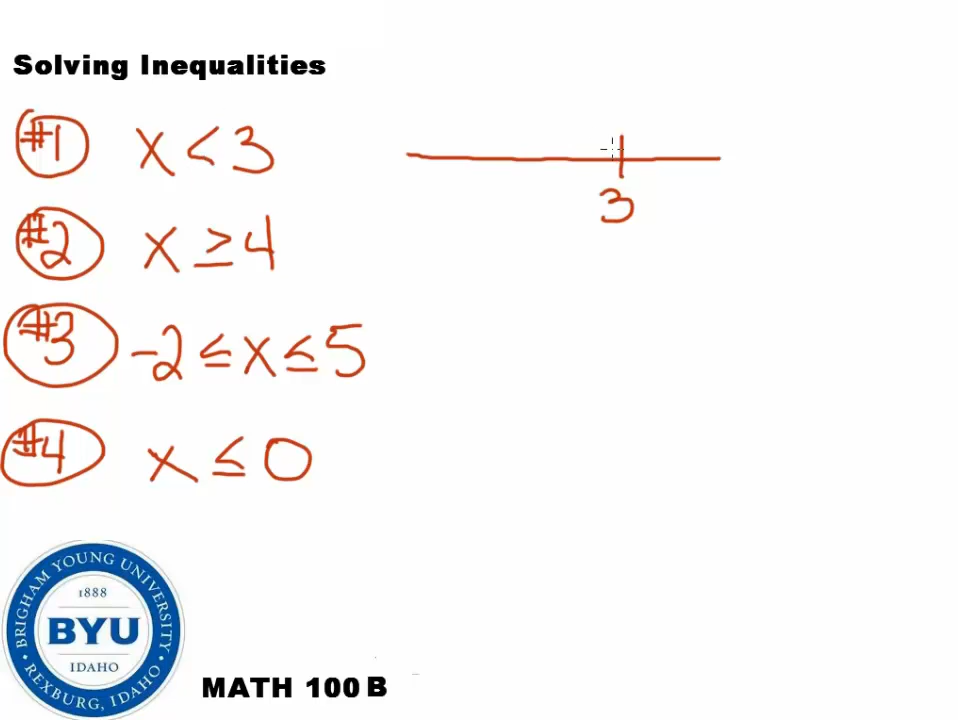 Solving Inequalities
#1 x < 3
3
#2 x ≥ 4
#3 -2 ≤ x ≤ 5
#4 x ≤ 0
BRIGHAM YOUNG UNIVERSITY
1888
BYU
IDAHO
REXBURG, IDAHO
MATH 100 B